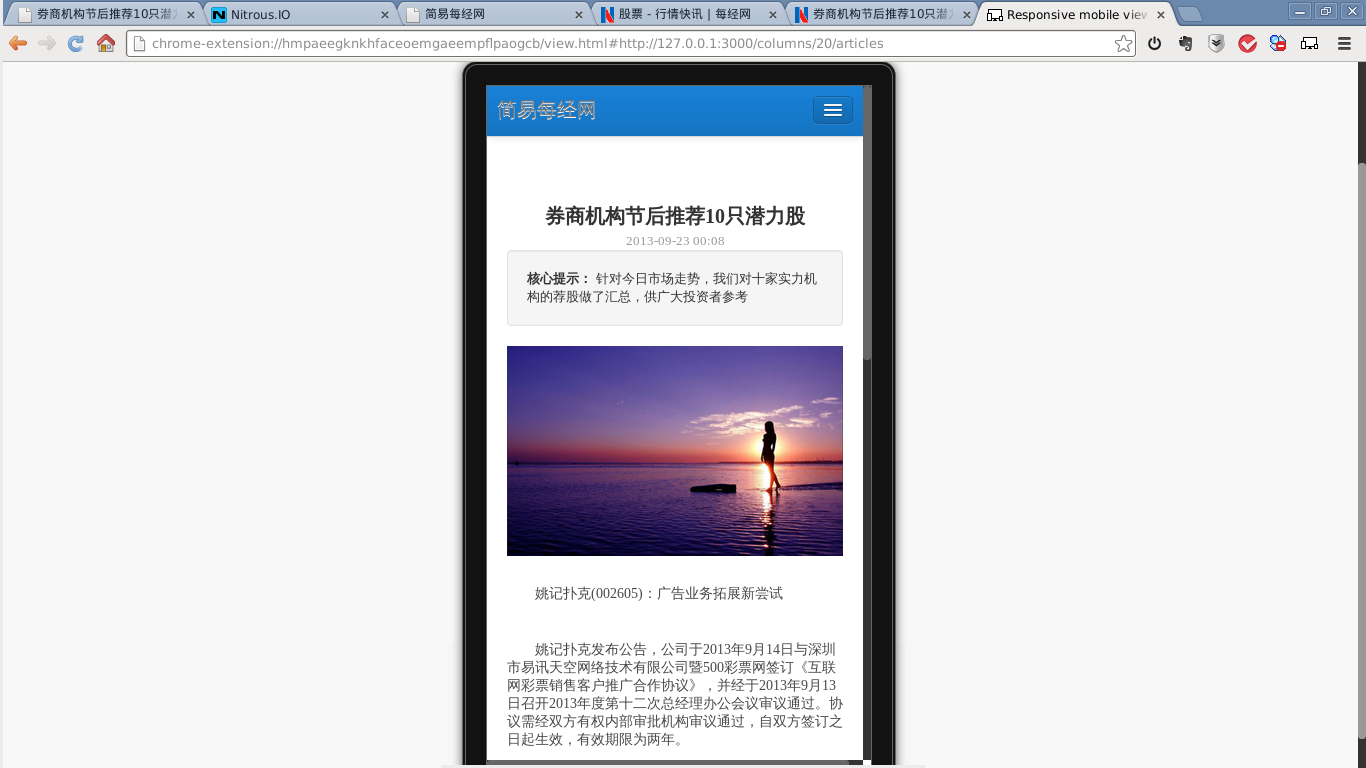 券商机构节后推荐10只潜
Nitrous.IO
简易每经网
股票 - 行情快讯 | 每经网
券商机构节后推荐10只潜
Responsive mobile view
chrome-extension://hmpaeegknkhfaceoemgaeempflpaogcb/view.html#http://127.0.0.1:3000/columns/20/articles
简易每经网
券商机构节后推荐10只潜力股
2013-09-23 00:08
核心提示： 针对今日市场走势，我们对十家实力机
构的荐股做了汇总，供广大投资者参考
姚记扑克(002605)：广告业务拓展新尝试
姚记扑克发布公告，公司于2013年9月14日与深圳
市易讯天空网络技术有限公司暨500彩票网签订《互联
网彩票销售客户推广合作协议》，并经于2013年9月13
日召开2013年度第十二次总经理办公会议审议通过。协
议需经双方有权内部审批机构审议通过，自双方签订之
日起生效，有效期限为两年。